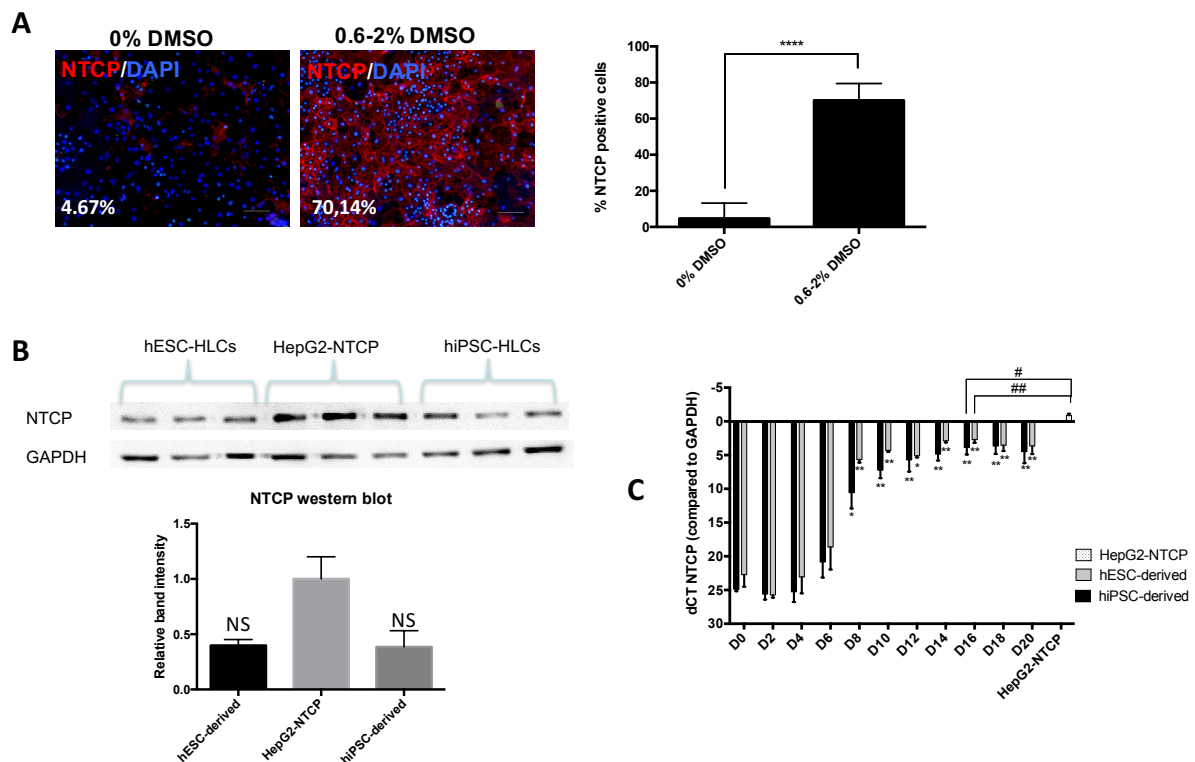 A
0% DMSO
0.6-2% DMSO
NTCP/DAPI
NTCP/DAPI
4.67%
70,14%
****
% NTCP positive cells
100
80
60
40
20
0
0% DMSO
0.6-2% DMSO
B
hESC-HLCs
HepG2-NTCP
hiPSC-HLCs
NTCP
GAPDH
NTCP western blot
Relative band intensity
1.5
1.0
0.5
0.0
NS
NS
hESC-derived
HepG2-NTCP
hiPSC-derived
C
dCT NTCP (compared to GAPDH)
-5
0
5
10
15
20
25
30
#
##
* ** ** ** ** * ** ** ** ** ** ** ** **
D0 D2 D4 D6 D8 D10 D12 D14 D16 D18 D20 HepG2-NTCP
HepG2-NTCP
hESC-derived
hiPSC-derived